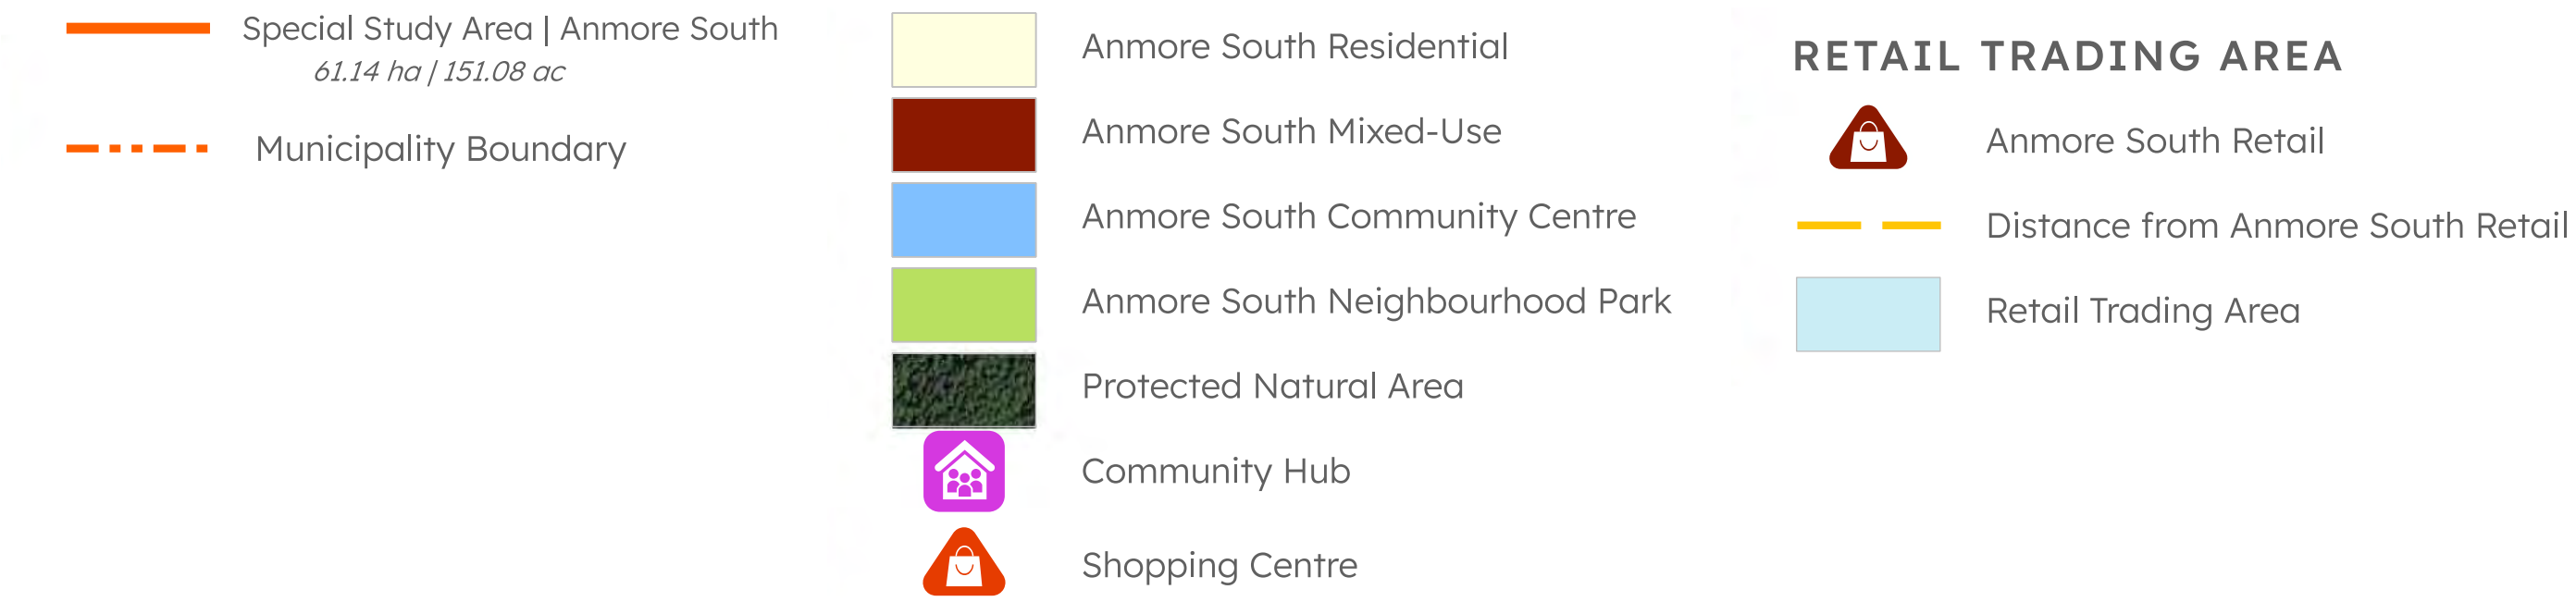 Special Study Area | Anmore South
61.14 ha | 151.08 ac
Municipality Boundary
Anmore South Residential
Anmore South Mixed-Use
Anmore South Community Centre
Anmore South Neighbourhood Park
Protected Natural Area
Community Hub
Shopping Centre
RETAIL TRADING AREA
Anmore South Retail
Distance from Anmore South Retail
Retail Trading Area